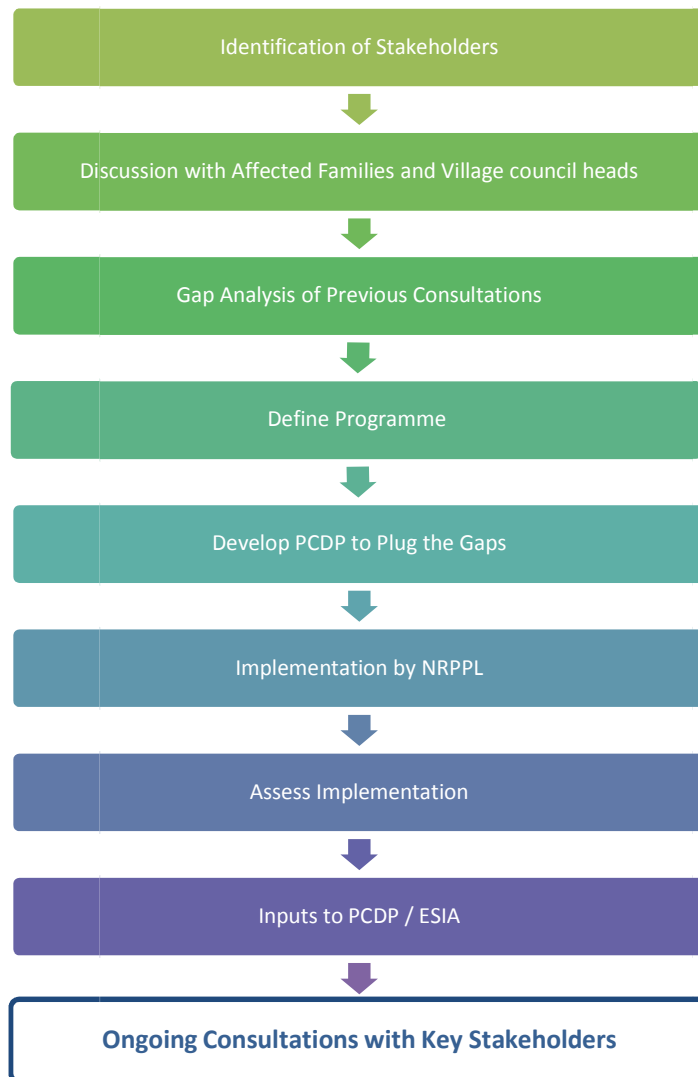 Identification of Stakeholders
Discussion with Affected Families and Village council heads
Gap Analysis of Previous Consultations
Define Programme
Develop PCDP to Plug the Gaps
Implementation by NRPPL
Assess Implementation
Inputs to PCDP / ESIA
Ongoing Consultations with Key Stakeholders